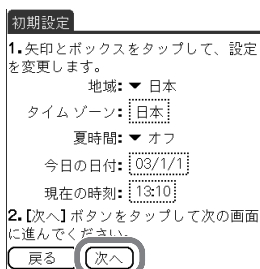 初期設定
1.矢印とボックスをタップして、設定
を変更します。
地域: ▼ 日本
タイムゾーン: 日本
夏時間: ▼ オフ
今日の日付: 03/1/1
現在の時刻: 13:10
2.[次へ] ボタンをタップして次の画面
に進んでください。
戻る 次へ